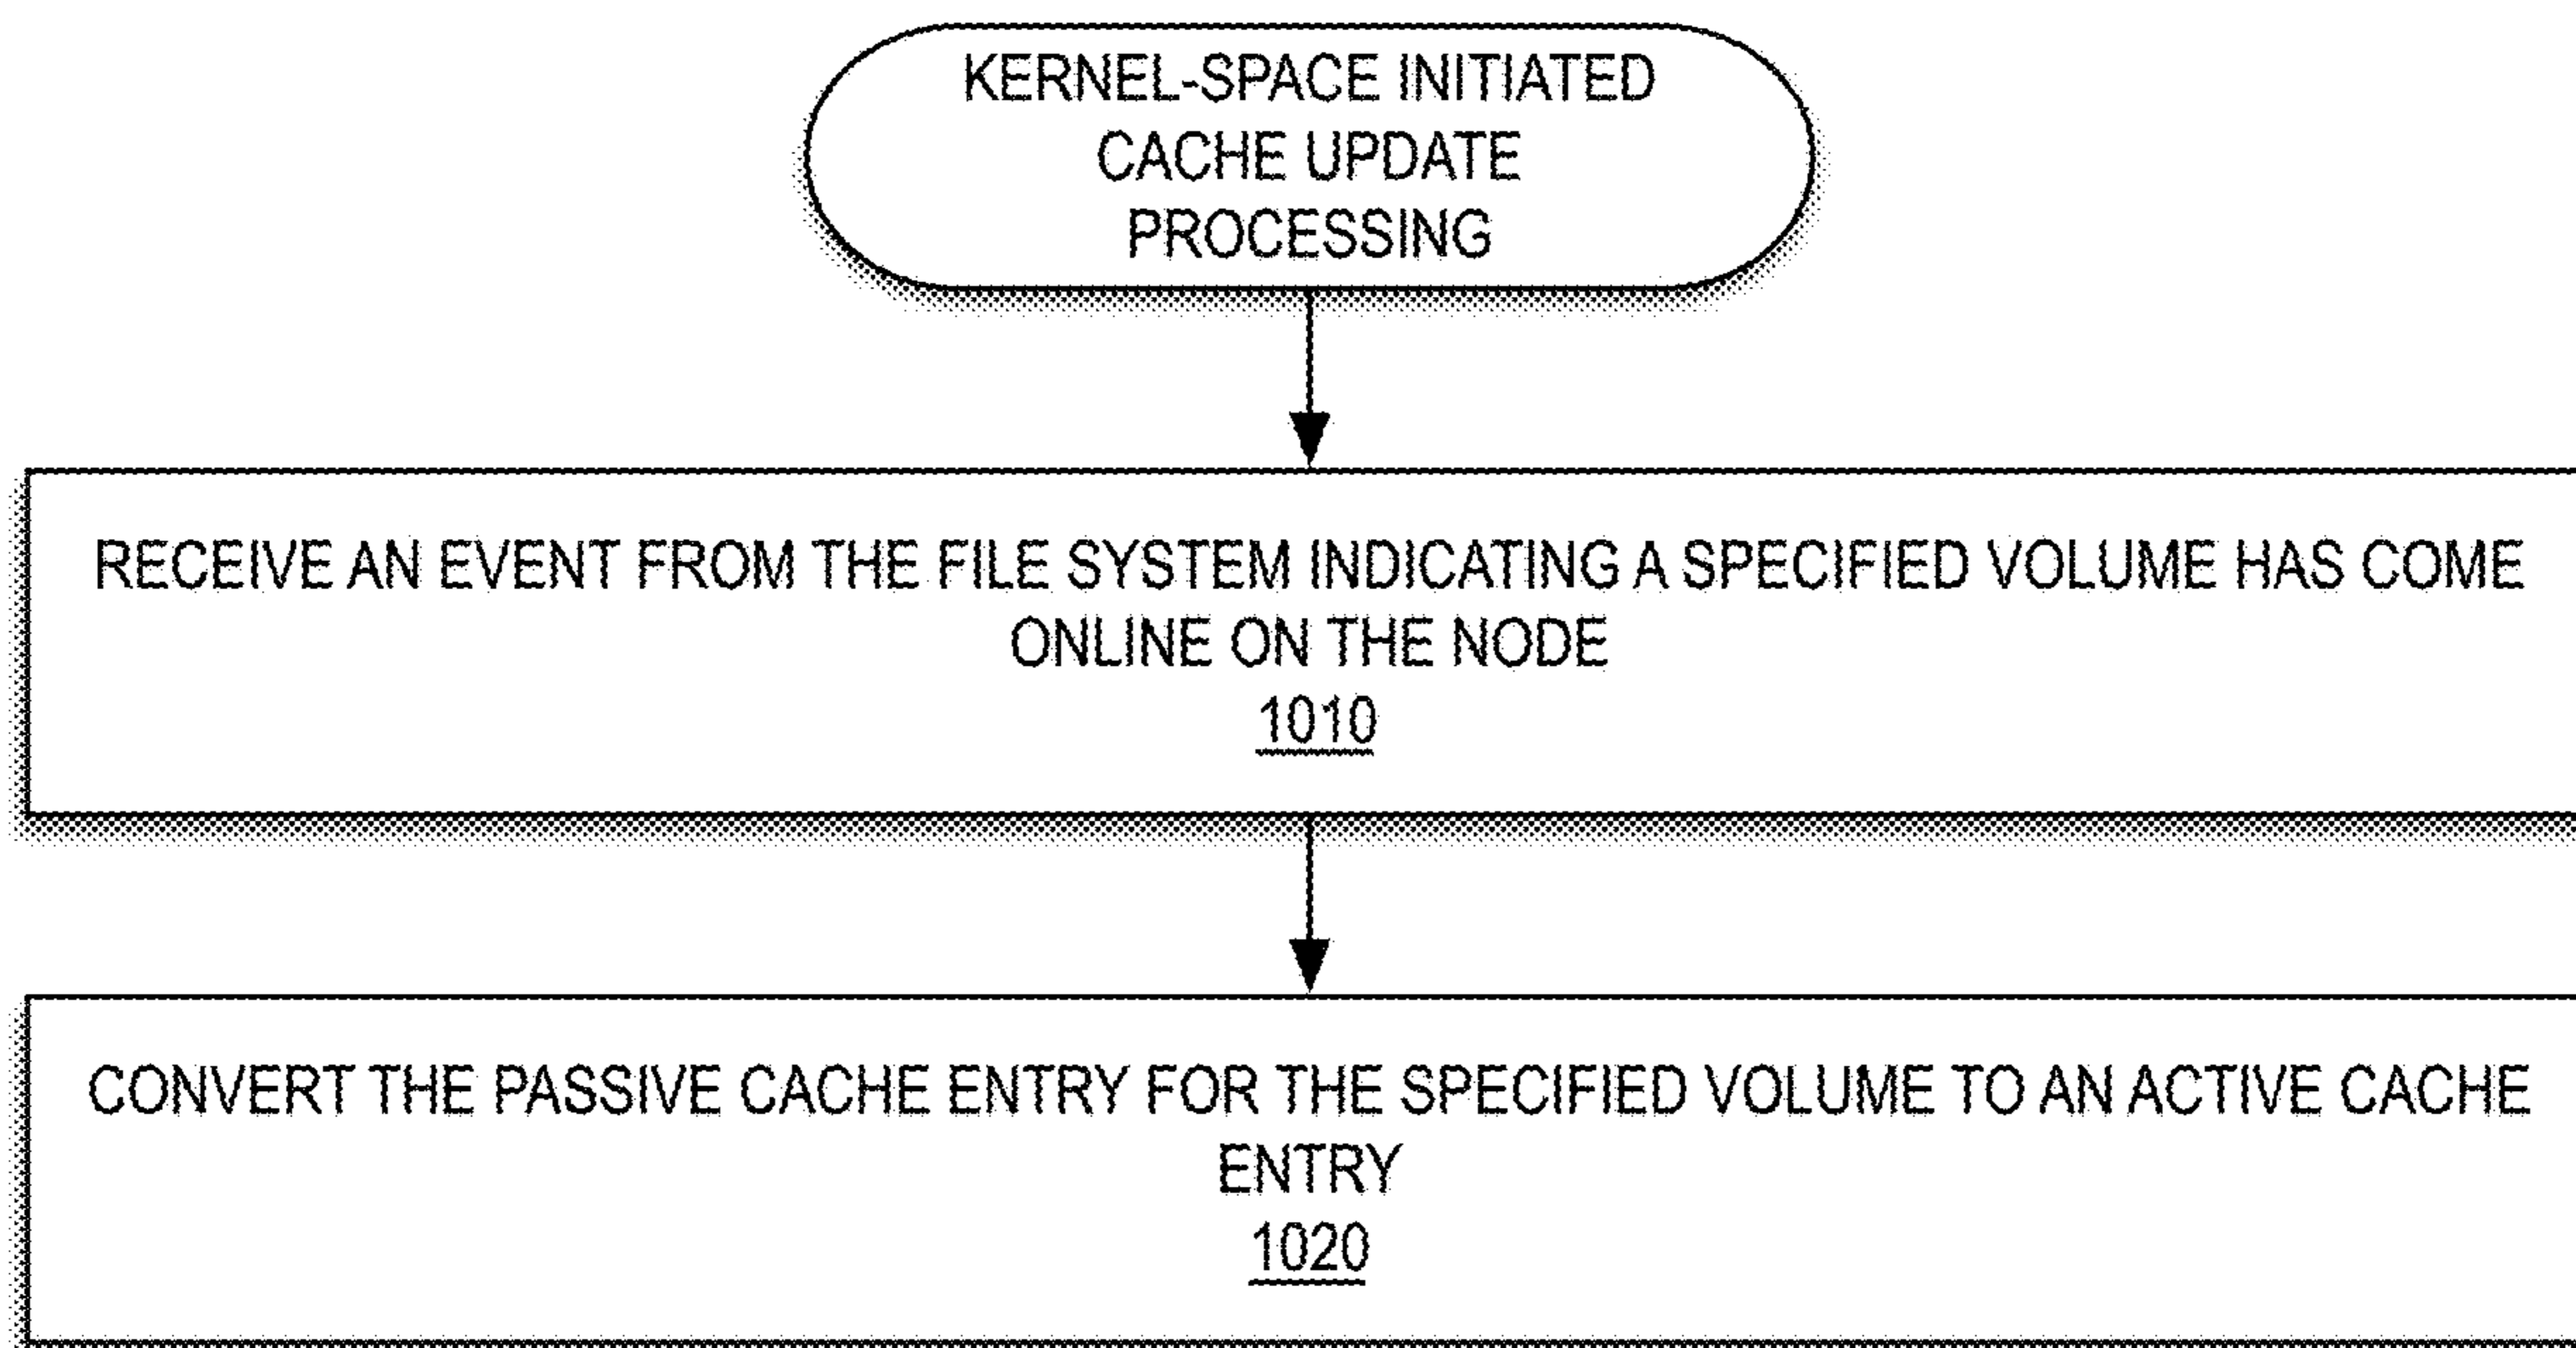 KERNEL-SPACE INITIATED
CACHE UPDATE
PROCESSING
RECEIVE AN EVENT FROM THE FILE SYSTEM INDICATING A SPECIFIED VOLUME HAS COME
ONLINE ON THE NODE
1010
CONVERT THE PASSIVE CACHE ENTRY FOR THE SPECIFIED VOLUME TO AN ACTIVE CACHE
ENTRY
1020